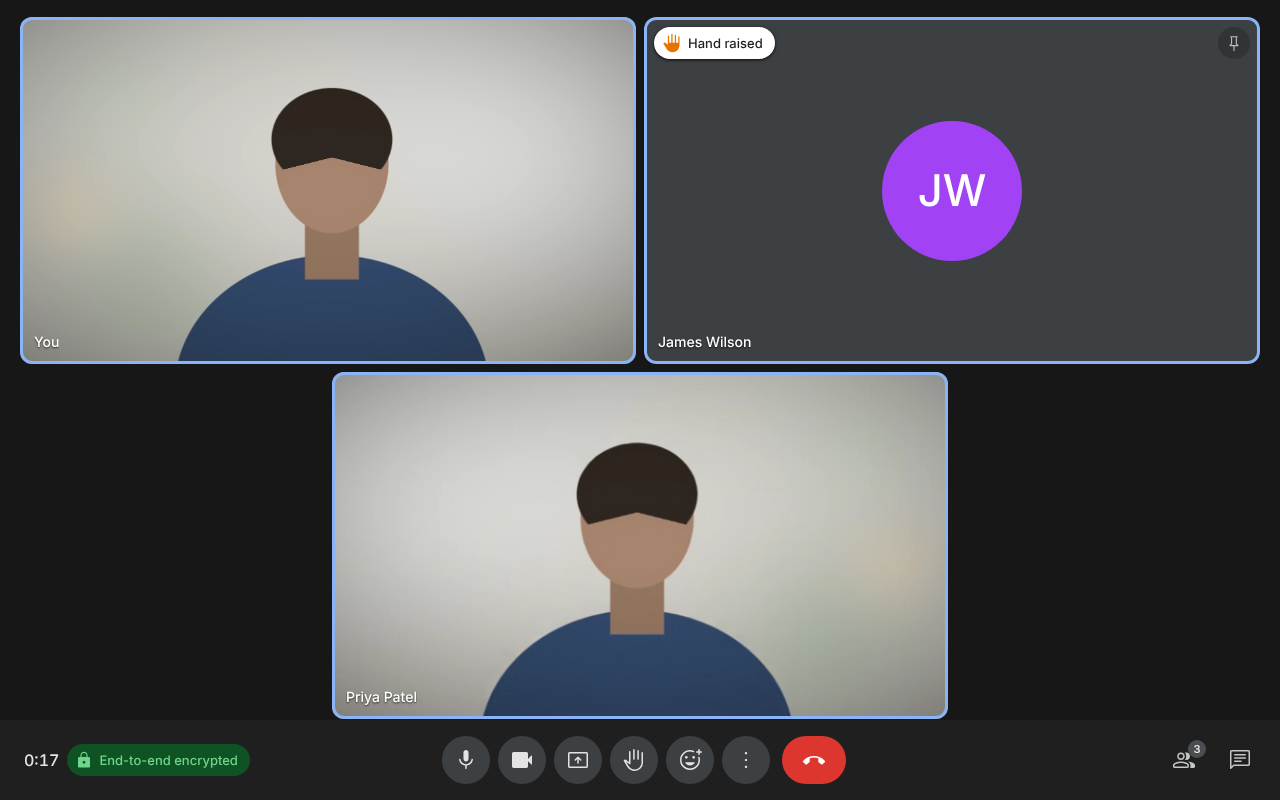 Hand raised
JW
You
James Wilson
Priya Patel
0:17
End-to-end encrypted
3